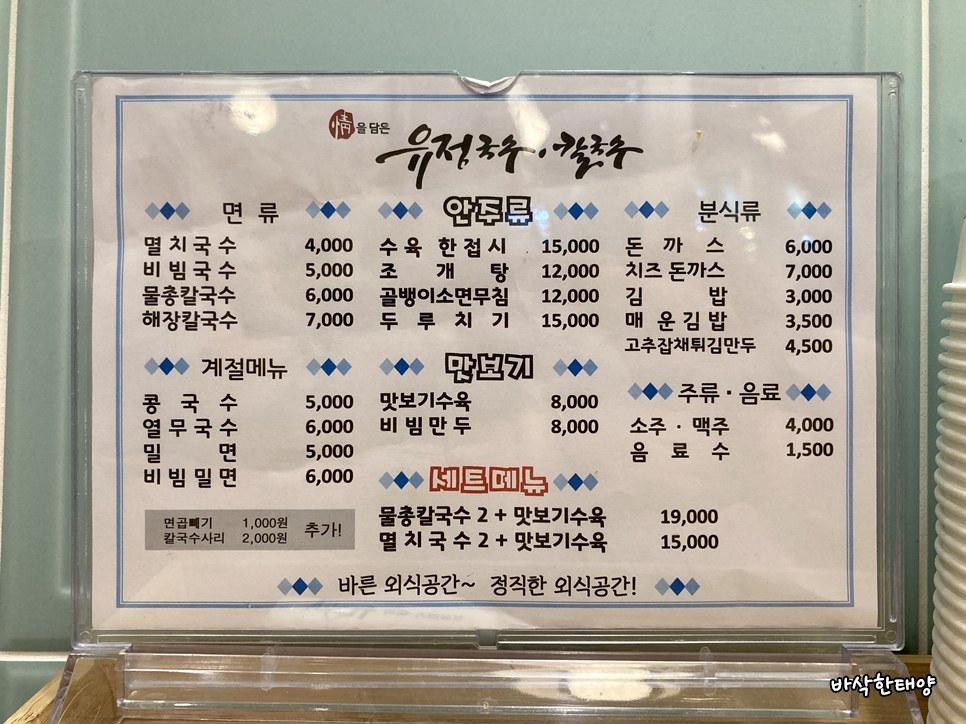 情을 담은
유정국수·칼국수
면 류
멸치국수 4,000
비빔국수 5,000
물총칼국수 6,000
해장칼국수 7,000
계절메뉴
콩국수 5,000
열무국수 6,000
밀면 5,000
비빔밀면 6,000
면곱빼기 1,000원
칼국수사리 2,000원
추가!
안주류
수육 한접시 15,000
조개탕 12,000
골뱅이소면무침 12,000
두루치기 15,000
맛보기
맛보기수육 8,000
비빔만두 8,000
세트메뉴
물총칼국수 2 + 맛보기수육 19,000
멸치국수 2 + 맛보기수육 15,000
분식류
돈까스 6,000
치즈돈까스 7,000
김밥 3,000
매운김밥 3,500
고추잡채튀김만두 4,500
주류·음료
소주·맥주 4,000
음료수 1,500
바른 외식공간~ 정직한 외식공간!
바삭한태양